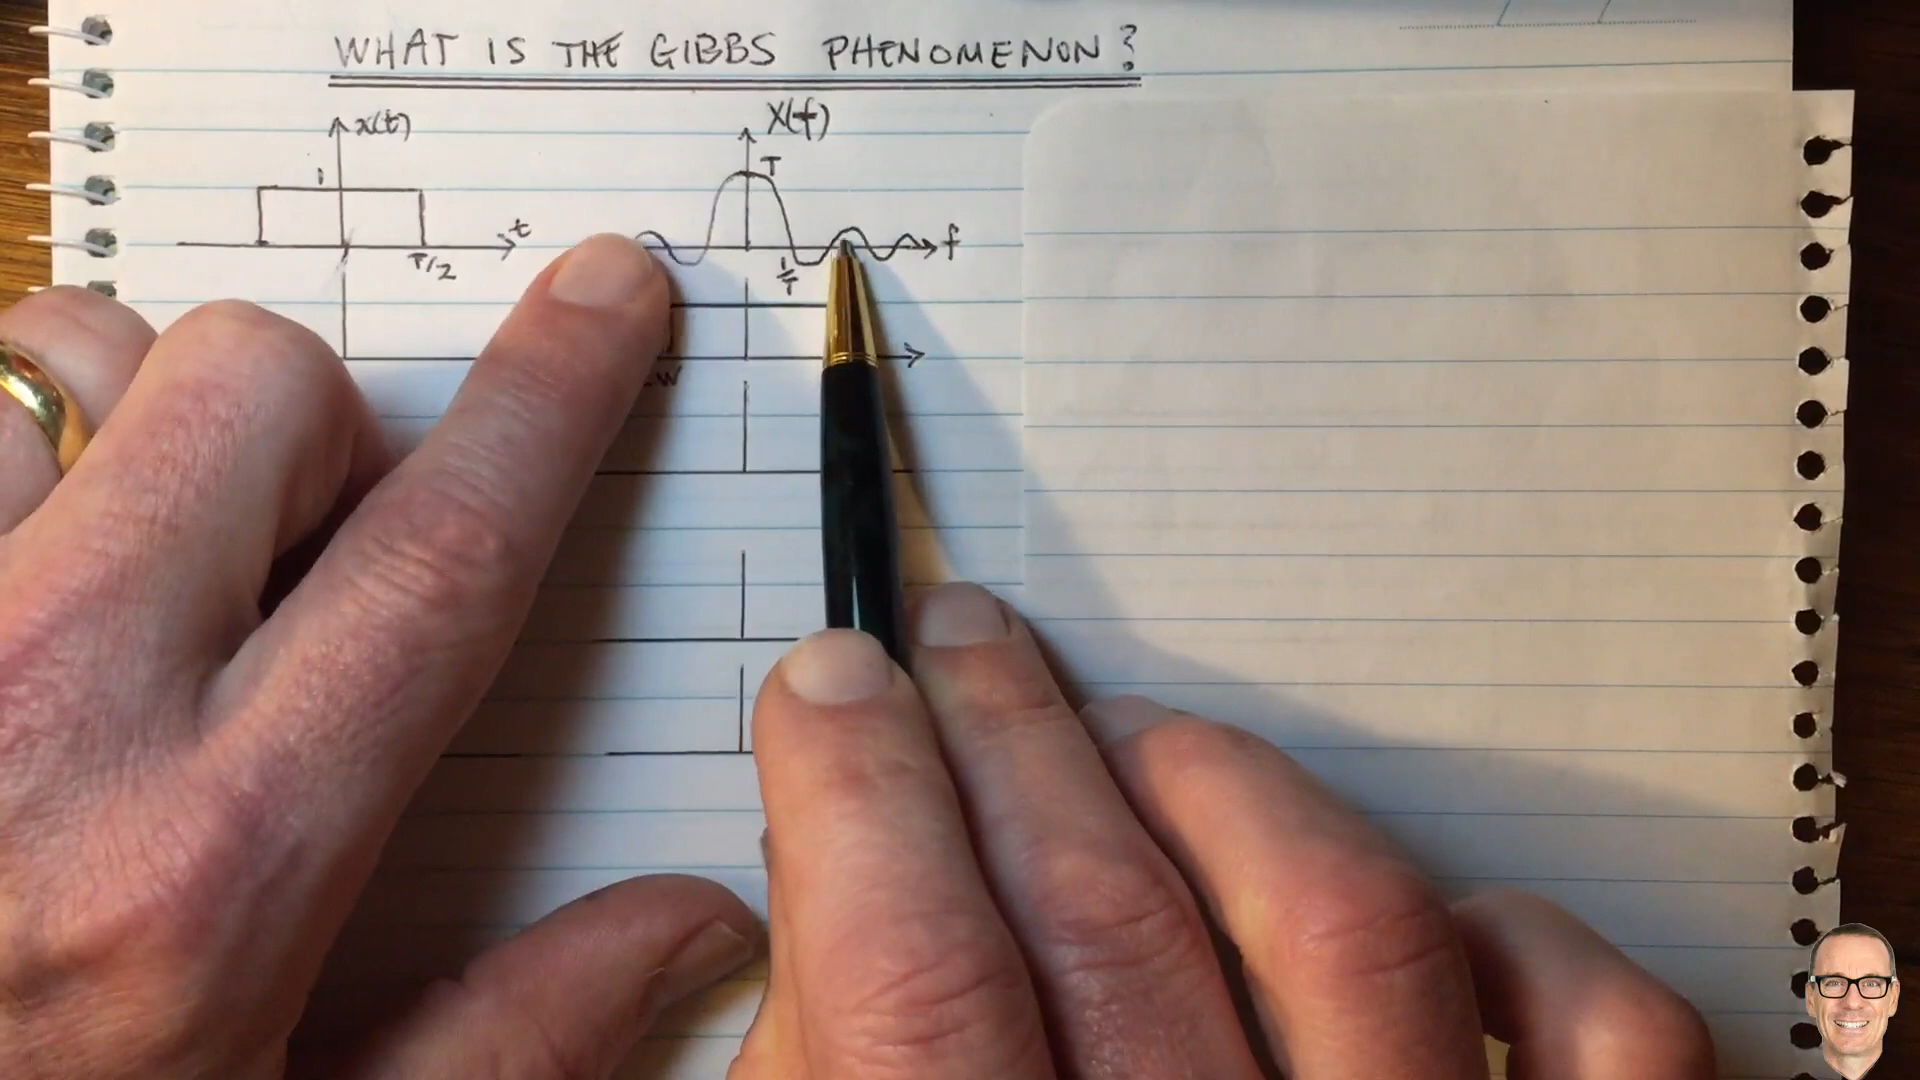 WHAT IS THE GIBBS PHENOMENON?
x(t) X(f)
1 T
t f
T/2 1/T
W